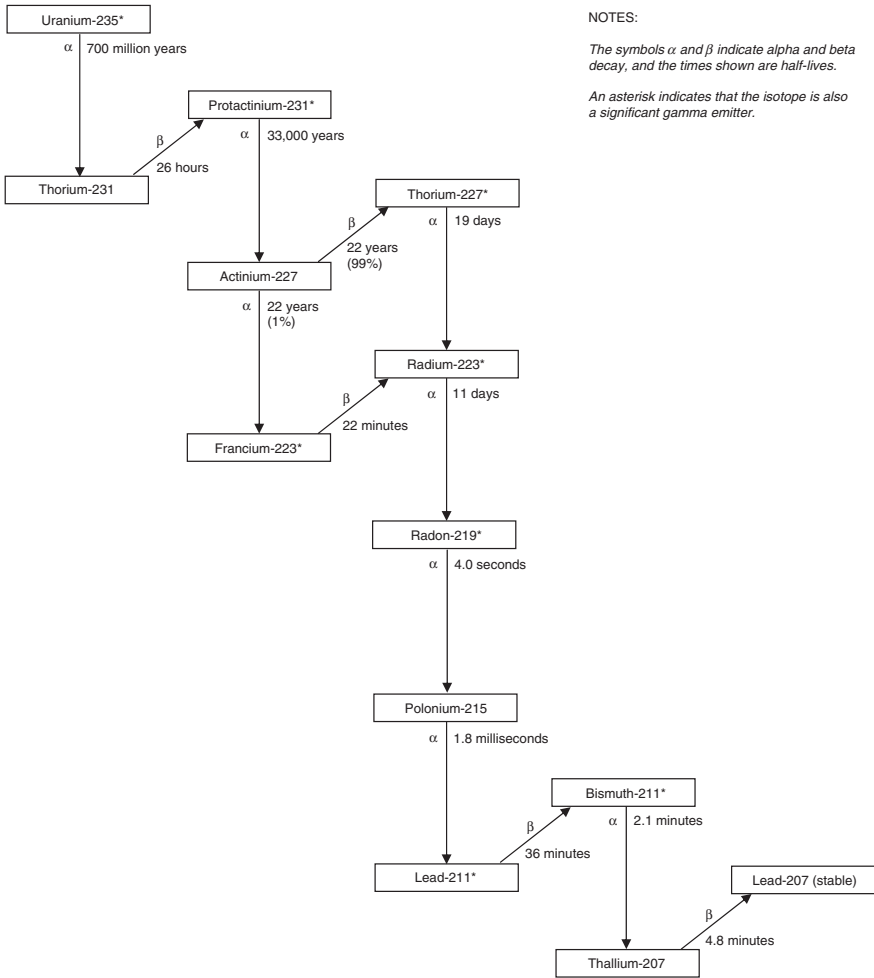 Uranium-235*
α 700 million years
NOTES:
The symbols α and β indicate alpha and beta
decay, and the times shown are half-lives.
An asterisk indicates that the isotope is also
a significant gamma emitter.
Protactinium-231*
β
26 hours
α 33,000 years
Thorium-231
Thorium-227*
β
22 years
(99%)
α 19 days
Actinium-227
α 22 years
(1%)
Radium-223*
β
22 minutes
α 11 days
Francium-223*
Radon-219*
α 4.0 seconds
Polonium-215
α 1.8 milliseconds
Bismuth-211*
β
36 minutes
α 2.1 minutes
Lead-211*
Lead-207 (stable)
β
4.8 minutes
Thallium-207